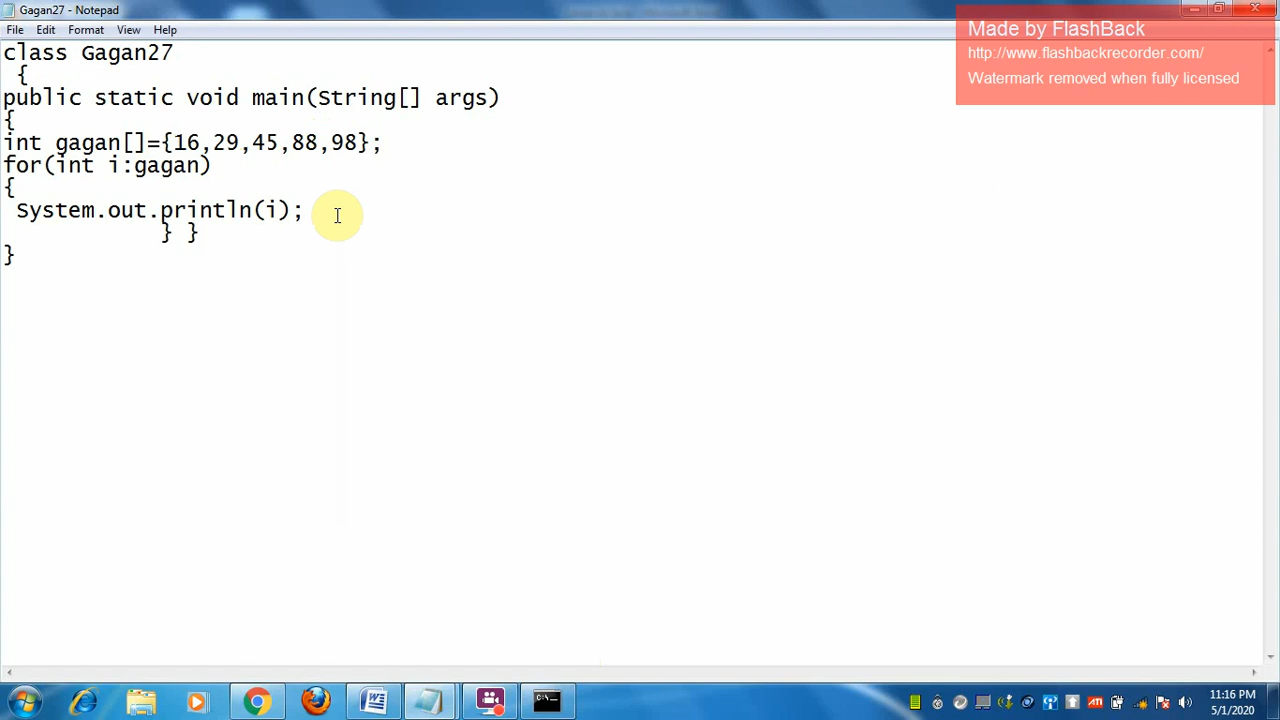 Gagan27 - Notepad
File Edit Format View Help
class Gagan27
{
public static void main(String[] args)
{
int gagan[]={16,29,45,88,98};
for(int i:gagan)
{
System.out.println(i);
} }
}
Made by FlashBack
http://www.flashbackrecorder.com/
Watermark removed when fully licensed
11:16 PM
5/1/2020